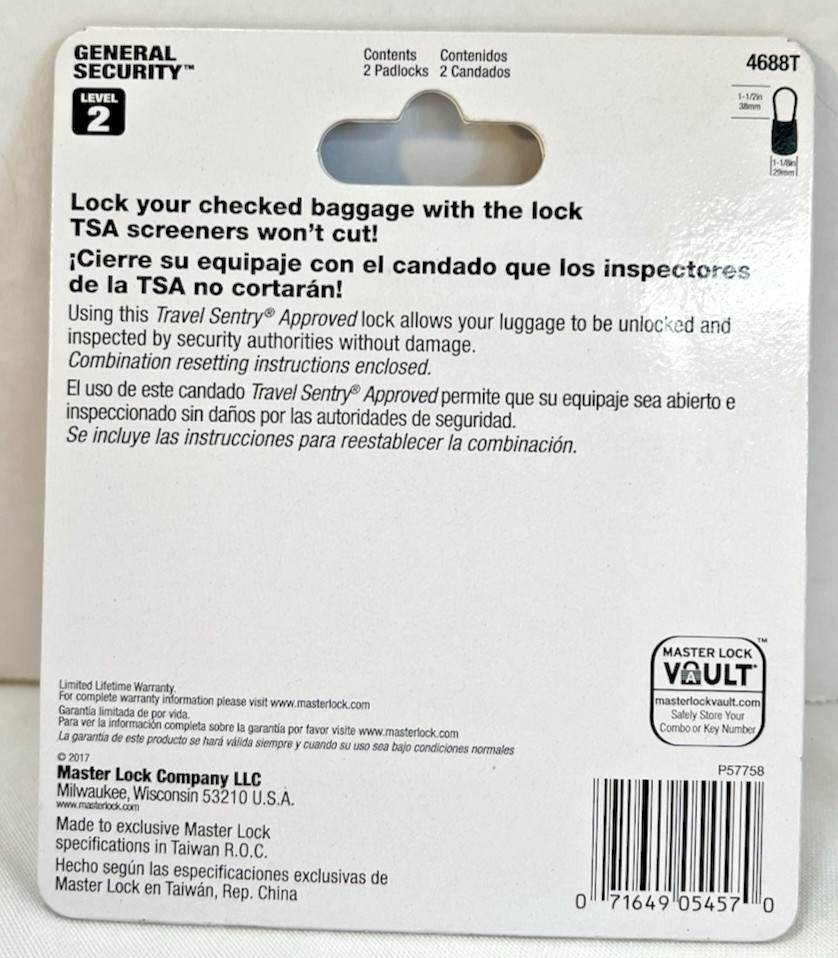 GENERAL
SECURITY™
LEVEL
2
Contents Contenidos
2 Padlocks 2 Candados
4688T
1-1/2in
38mm
1-1/8in
29mm
Lock your checked baggage with the lock
TSA screeners won't cut!
¡Cierre su equipaje con el candado que los inspectores
de la TSA no cortarán!
Using this Travel Sentry® Approved lock allows your luggage to be unlocked and
inspected by security authorities without damage.
Combination resetting instructions enclosed.
El uso de este candado Travel Sentry® Approved permite que su equipaje sea abierto e
inspeccionado sin daños por las autoridades de seguridad.
Se incluye las instrucciones para reestablecer la combinación.
Limited Lifetime Warranty.
For complete warranty information please visit www.masterlock.com
Garantía limitada de por vida.
Para ver la información completa sobre la garantía por favor visite www.masterlock.com
La garantía de este producto se hará válida siempre y cuando su uso sea bajo condiciones normales
© 2017
Master Lock Company LLC
Milwaukee, Wisconsin 53210 U.S.A.
www.masterlock.com
Made to exclusive Master Lock
specifications in Taiwan R.O.C.
Hecho según las especificaciones exclusivas de
Master Lock en Taiwán, Rep. China
MASTER LOCK ™
VAULT
masterlockvault.com
Safely Store Your
Combo or Key Number
P57758
0 71649 05457 0